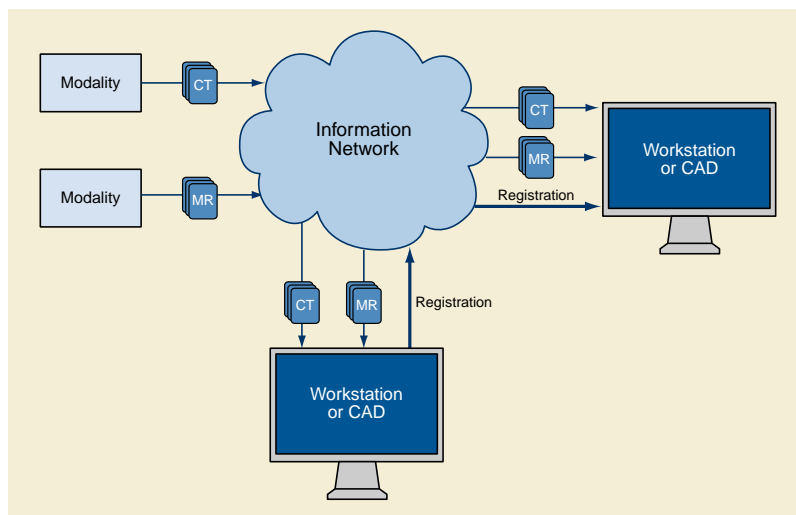 Modality
CT
Information
Network
CT
Workstation
or CAD
MR
Modality
MR
Registration
CT
MR
Registration
Workstation
or CAD